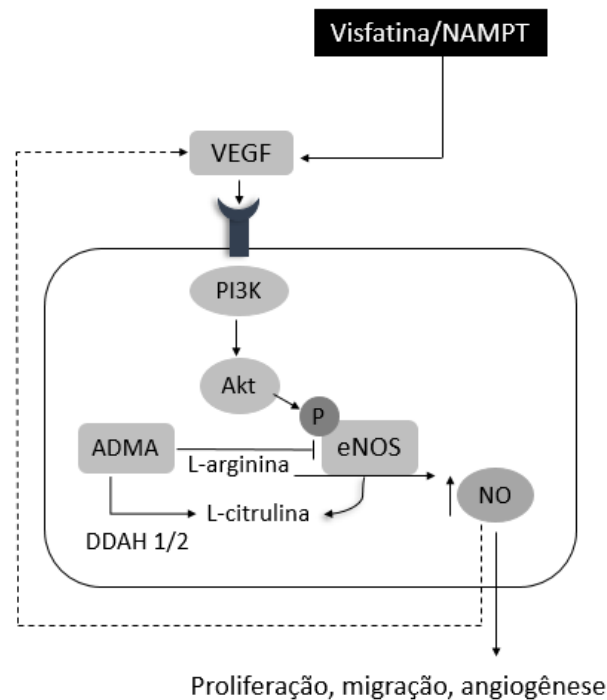 Visfatina/NAMPT
VEGF
PI3K
Akt
P
ADMA
eNOS
L-arginina
NO
L-citrulina
DDAH 1/2
Proliferação, migração, angiogênese